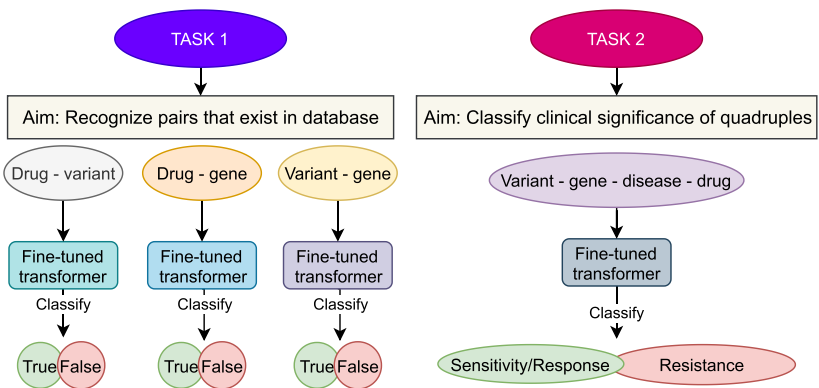 TASK 1
Aim: Recognize pairs that exist in database
Drug - variant
Drug - gene
Variant - gene
Fine-tuned
transformer
Fine-tuned
transformer
Fine-tuned
transformer
Classify
Classify
Classify
True
False
True
False
True
False
TASK 2
Aim: Classify clinical significance of quadruples
Variant - gene - disease - drug
Fine-tuned
transformer
Classify
Sensitivity/Response
Resistance